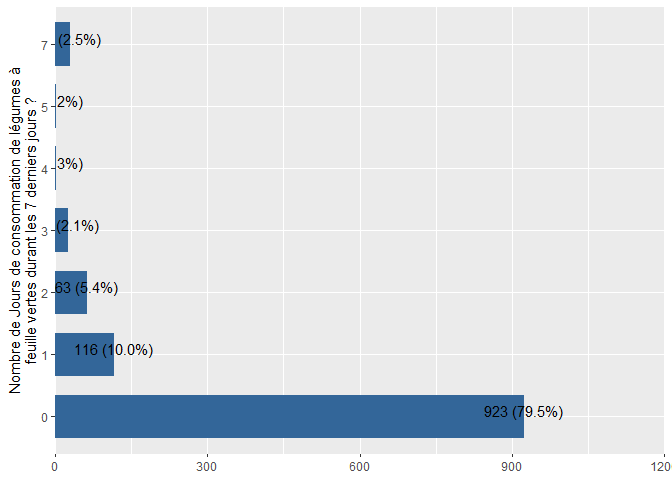 Nombre de Jours de consommation de légumes à
feuille vertes durant les 7 derniers jours ?
7 (2.5%)
5 2%)
4 3%)
3 (2.1%)
2 63 (5.4%)
1 116 (10.0%)
0 923 (79.5%)
0 300 600 900 120